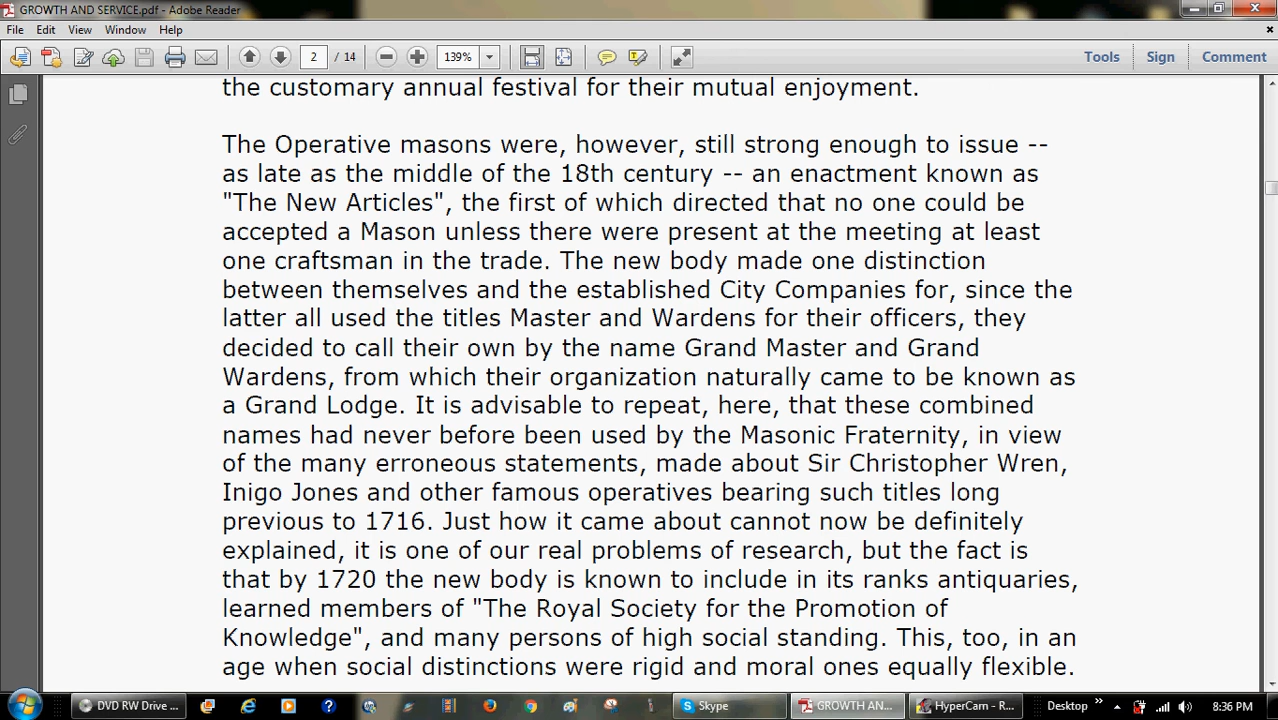 GROWTH AND SERVICE.pdf - Adobe Reader
File Edit View Window Help
2 / 14 139% Tools Sign Comment
the customary annual festival for their mutual enjoyment.
The Operative masons were, however, still strong enough to issue --
as late as the middle of the 18th century -- an enactment known as
"The New Articles", the first of which directed that no one could be
accepted a Mason unless there were present at the meeting at least
one craftsman in the trade. The new body made one distinction
between themselves and the established City Companies for, since the
latter all used the titles Master and Wardens for their officers, they
decided to call their own by the name Grand Master and Grand
Wardens, from which their organization naturally came to be known as
a Grand Lodge. It is advisable to repeat, here, that these combined
names had never before been used by the Masonic Fraternity, in view
of the many erroneous statements, made about Sir Christopher Wren,
Inigo Jones and other famous operatives bearing such titles long
previous to 1716. Just how it came about cannot now be definitely
explained, it is one of our real problems of research, but the fact is
that by 1720 the new body is known to include in its ranks antiquaries,
learned members of "The Royal Society for the Promotion of
Knowledge", and many persons of high social standing. This, too, in an
age when social distinctions were rigid and moral ones equally flexible.
DVD RW Drive ... Skype GROWTH AN... HyperCam - R... Desktop 8:36 PM